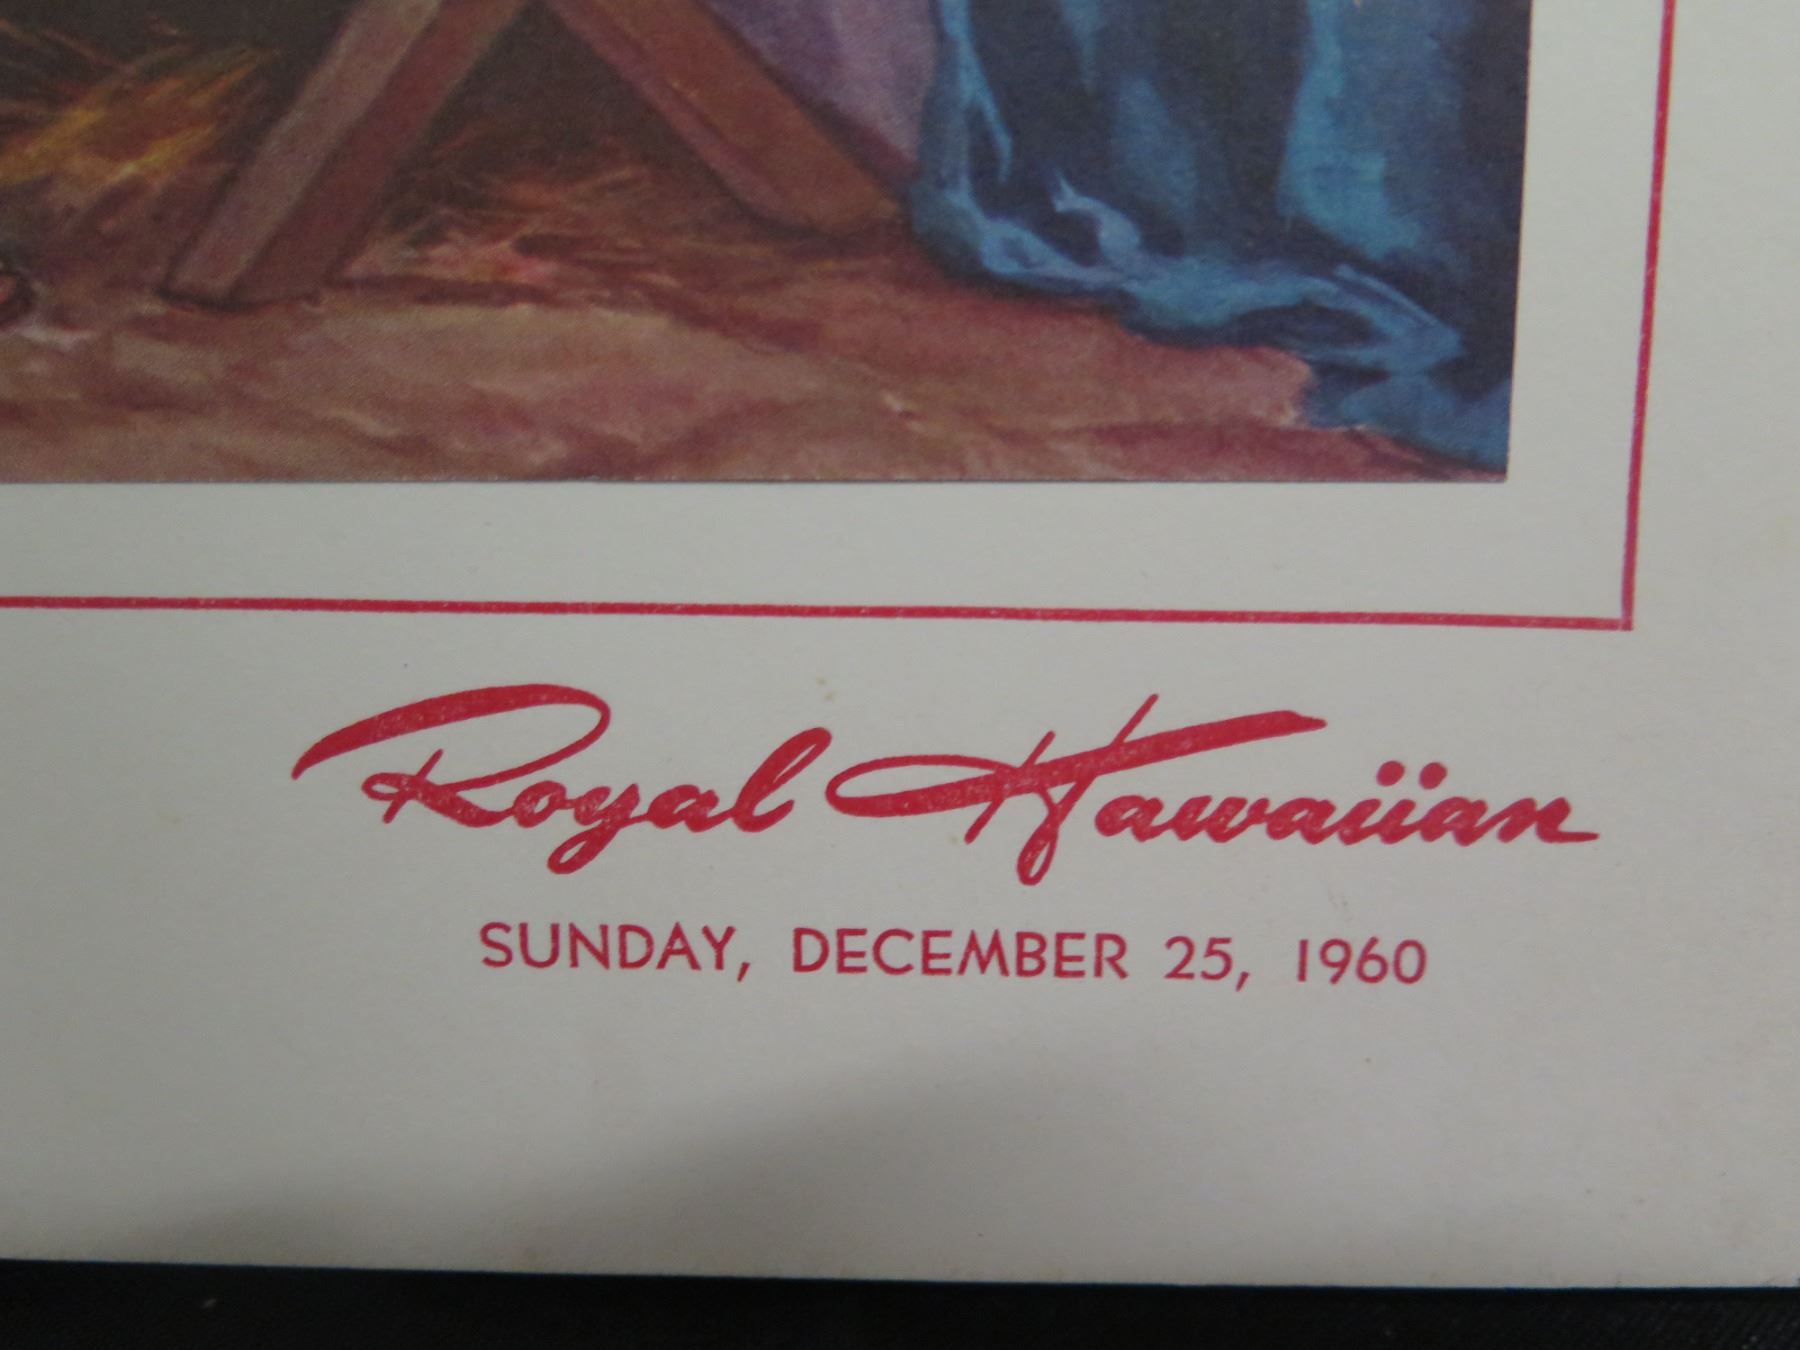 Royal Hawaiian
SUNDAY, DECEMBER 25, 1960